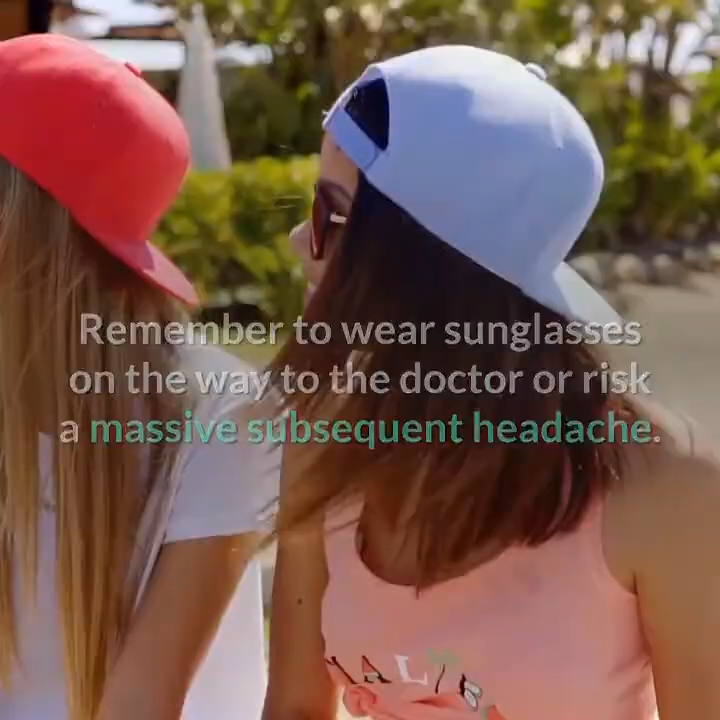 Remember to wear sunglasses
on the way to the doctor or risk
a massive subsequent headache.